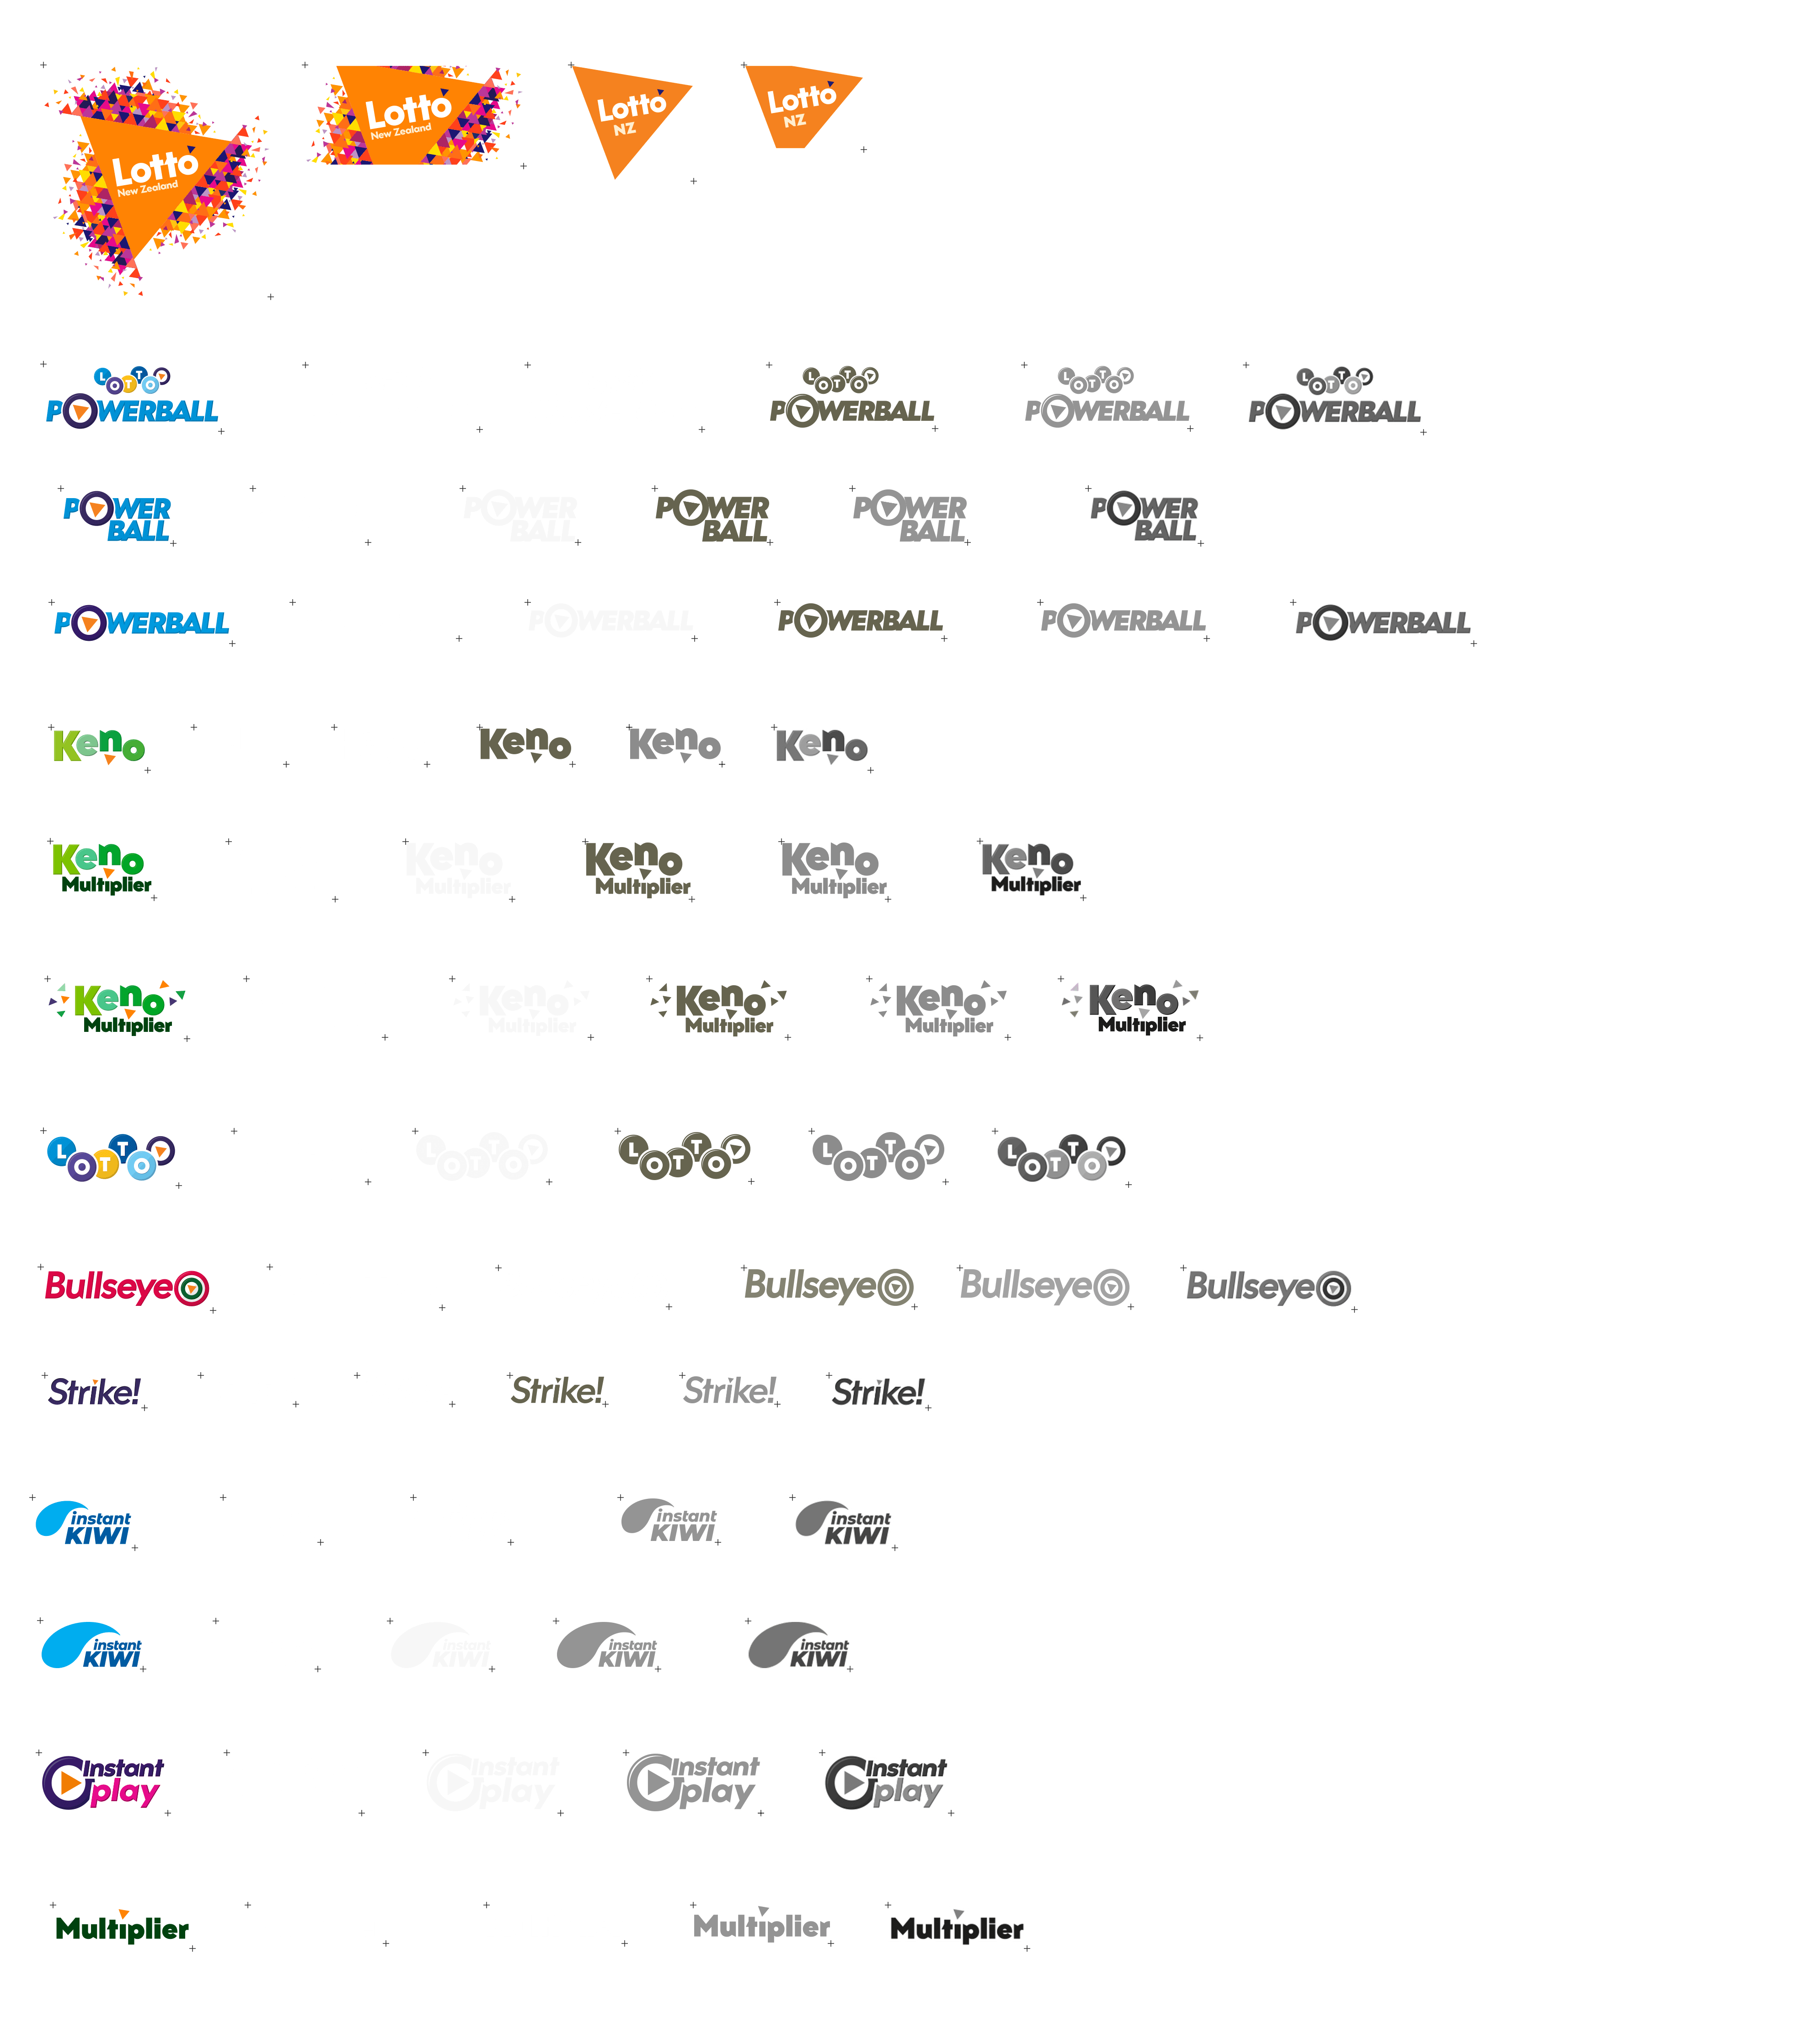 Lotto
New Zealand
Lotto
New Zealand
Lotto
NZ
Lotto
NZ
LOTTO
POWERBALL
LOTTO
POWERBALL
LOTTO
POWERBALL
LOTTO
POWERBALL
POWER
BALL
POWER
BALL
POWER
BALL
POWER
BALL
POWER
BALL
POWERBALL
POWERBALL
POWERBALL
POWERBALL
POWERBALL
Keno
Keno
Keno
Keno
Keno
Multiplier
Keno
Multiplier
Keno
Multiplier
Keno
Multiplier
Keno
Multiplier
Keno
Multiplier
Keno
Multiplier
Keno
Multiplier
Keno
Multiplier
Keno
Multiplier
LOTTO
LOTTO
LOTTO
LOTTO
LOTTO
Bullseye
Bullseye
Bullseye
Bullseye
Strike!
Strike!
Strike!
Strike!
instant
KIWI
instant
KIWI
instant
KIWI
instant
KIWI
instant
KIWI
instant
KIWI
instant
KIWI
Instant
play
Instant
play
Instant
play
Instant
play
Multiplier
Multiplier
Multiplier